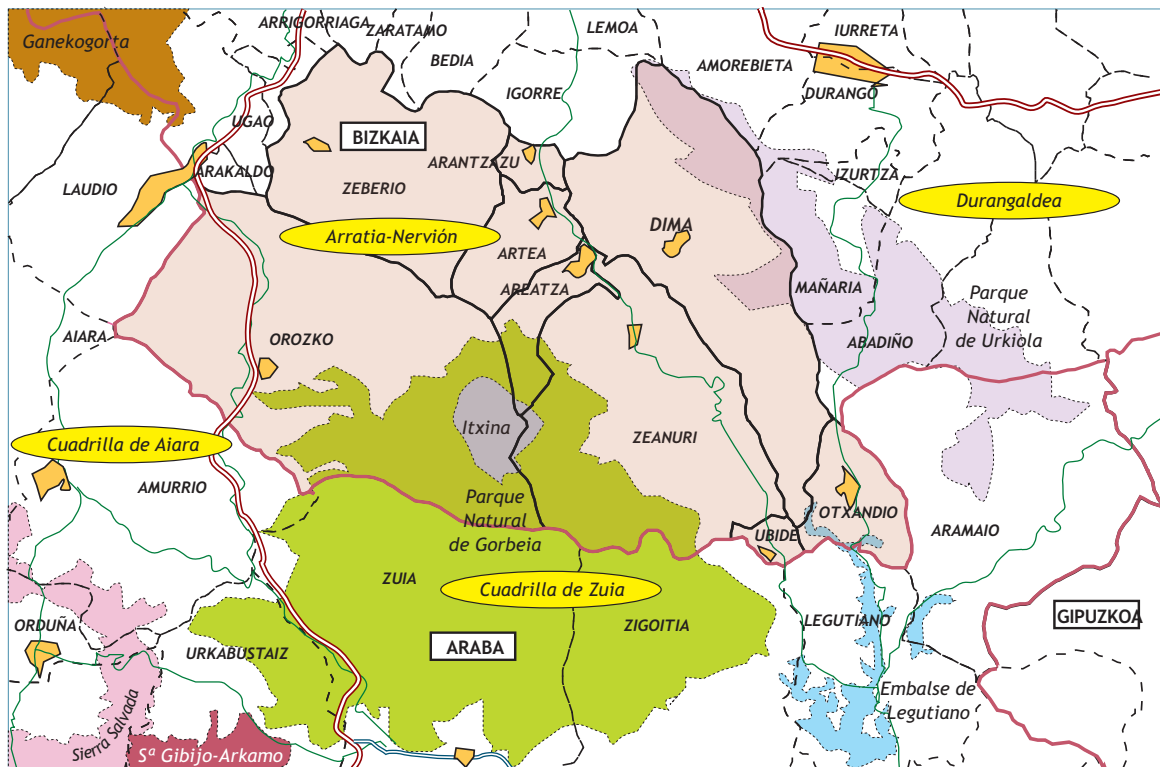 ARRIGORRIAGA
ZARATAMO
LEMOA
IURRETA
Ganekogorta
BEDIA
AMOREBIETA
IGORRE
DURANGO
UGAO
BIZKAIA
ARANTZAZU
ARAKALDO
IZURTZA
LAUDIO
ZEBERIO
Durangaldea
DIMA
Arratia-Nervión
ARTEA
AREATZA
MAÑARIA
Parque
Natural
de Urkiola
AIARA
OROZKO
ABADIÑO
Itxina
ZEANURI
Cuadrilla de Aiara
AMURRIO
Parque
Natural
de Gorbeia
OTXANDIO
ARAMAIO
UBIDE
ZUIA
Cuadrilla de Zuia
LEGUTIANO
GIPUZKOA
ORDUÑA
ZIGOITIA
URKABUSTAIZ
ARABA
Embalse de
Legutiano
Sierra Salvada
Sª Gibijo-Arkamo